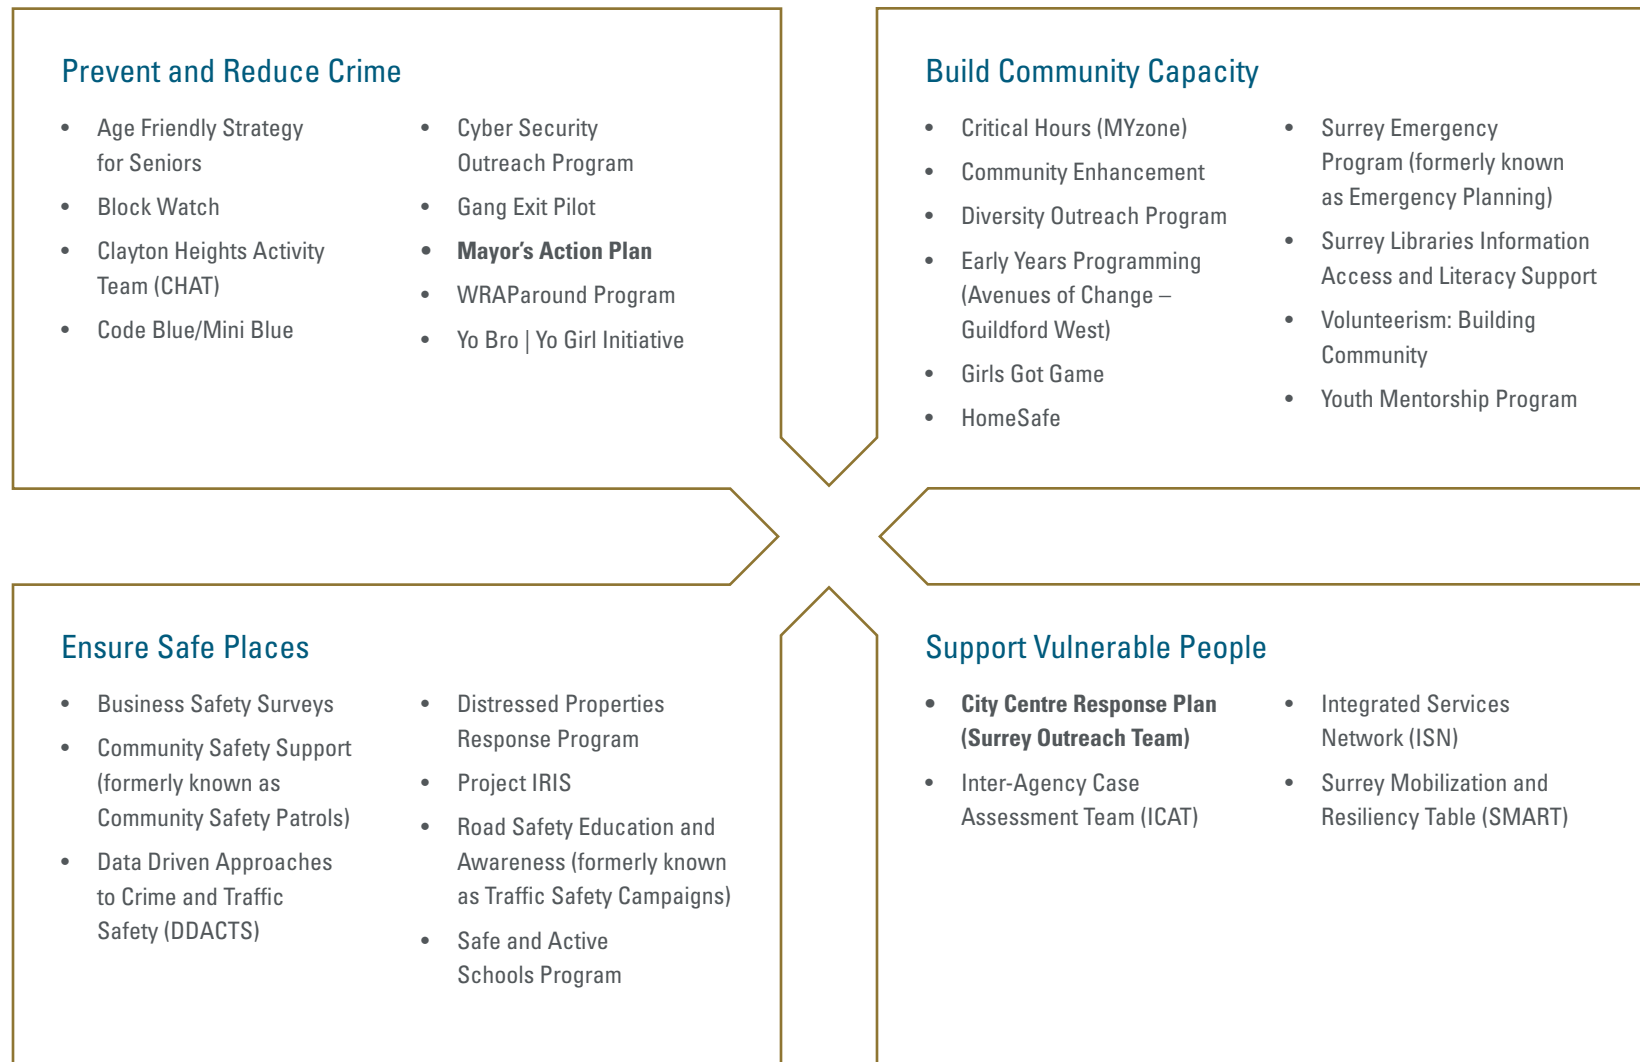 Prevent and Reduce Crime
• Age Friendly Strategy
for Seniors
• Block Watch
• Clayton Heights Activity
Team (CHAT)
• Code Blue/Mini Blue
• Cyber Security
Outreach Program
• Gang Exit Pilot
• Mayor’s Action Plan
• WRAParound Program
• Yo Bro | Yo Girl Initiative
Build Community Capacity
• Critical Hours (MYzone)
• Community Enhancement
• Diversity Outreach Program
• Early Years Programming
(Avenues of Change –
Guildford West)
• Girls Got Game
• HomeSafe
• Surrey Emergency
Program (formerly known
as Emergency Planning)
• Surrey Libraries Information
Access and Literacy Support
• Volunteerism: Building
Community
• Youth Mentorship Program
Ensure Safe Places
• Business Safety Surveys
• Community Safety Support
(formerly known as
Community Safety Patrols)
• Data Driven Approaches
to Crime and Traffic
Safety (DDACTS)
• Distressed Properties
Response Program
• Project IRIS
• Road Safety Education and
Awareness (formerly known
as Traffic Safety Campaigns)
• Safe and Active
Schools Program
Support Vulnerable People
• City Centre Response Plan
(Surrey Outreach Team)
• Inter-Agency Case
Assessment Team (ICAT)
• Integrated Services
Network (ISN)
• Surrey Mobilization and
Resiliency Table (SMART)